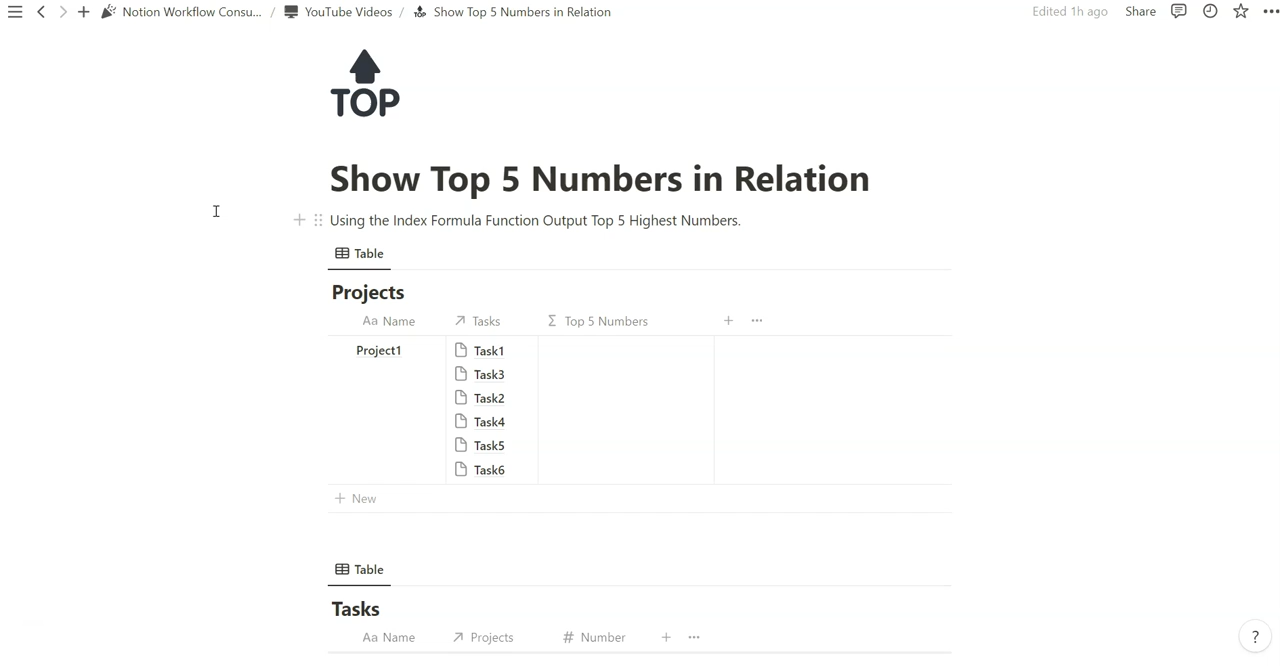 Notion Workflow Consu... / YouTube Videos / Show Top 5 Numbers in Relation
Edited 1h ago Share
TOP
Show Top 5 Numbers in Relation
Using the Index Formula Function Output Top 5 Highest Numbers.
Table
Projects
Aa Name Tasks Σ Top 5 Numbers + ...
Project1 Task1
Task3
Task2
Task4
Task5
Task6
+ New
Table
Tasks
Aa Name Projects # Number + ...
?